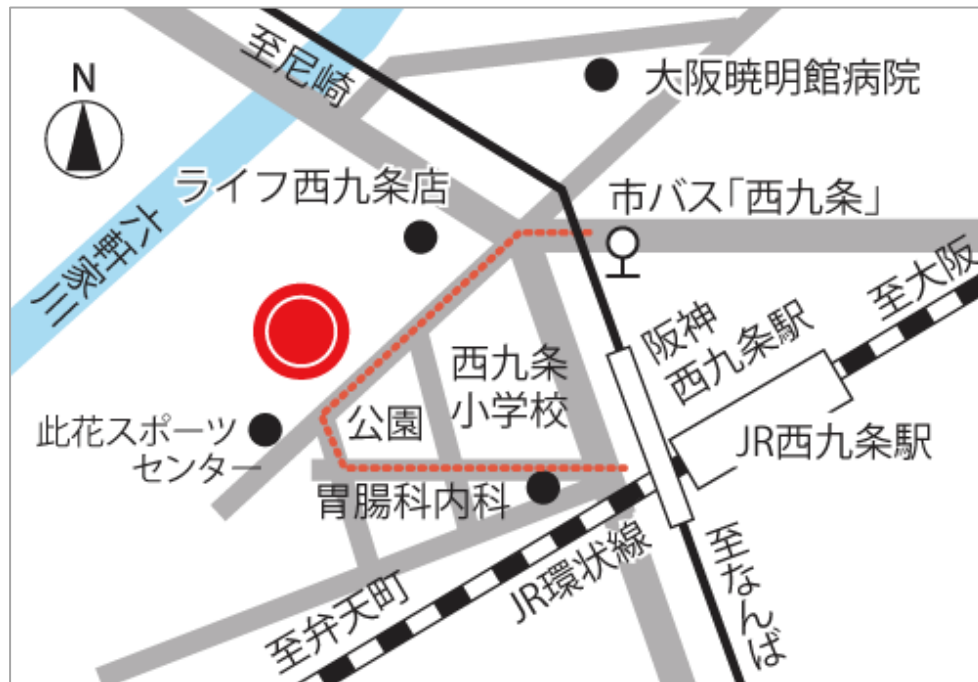 N
至尼崎
大阪暁明館病院
ライフ西九条店
市バス「西九条」
六軒家川
至大阪
阪神
西九条駅
西九条
小学校
公園
此花スポーツ
センター
JR西九条駅
胃腸科内科
JR環状線
至なんば
至弁天町